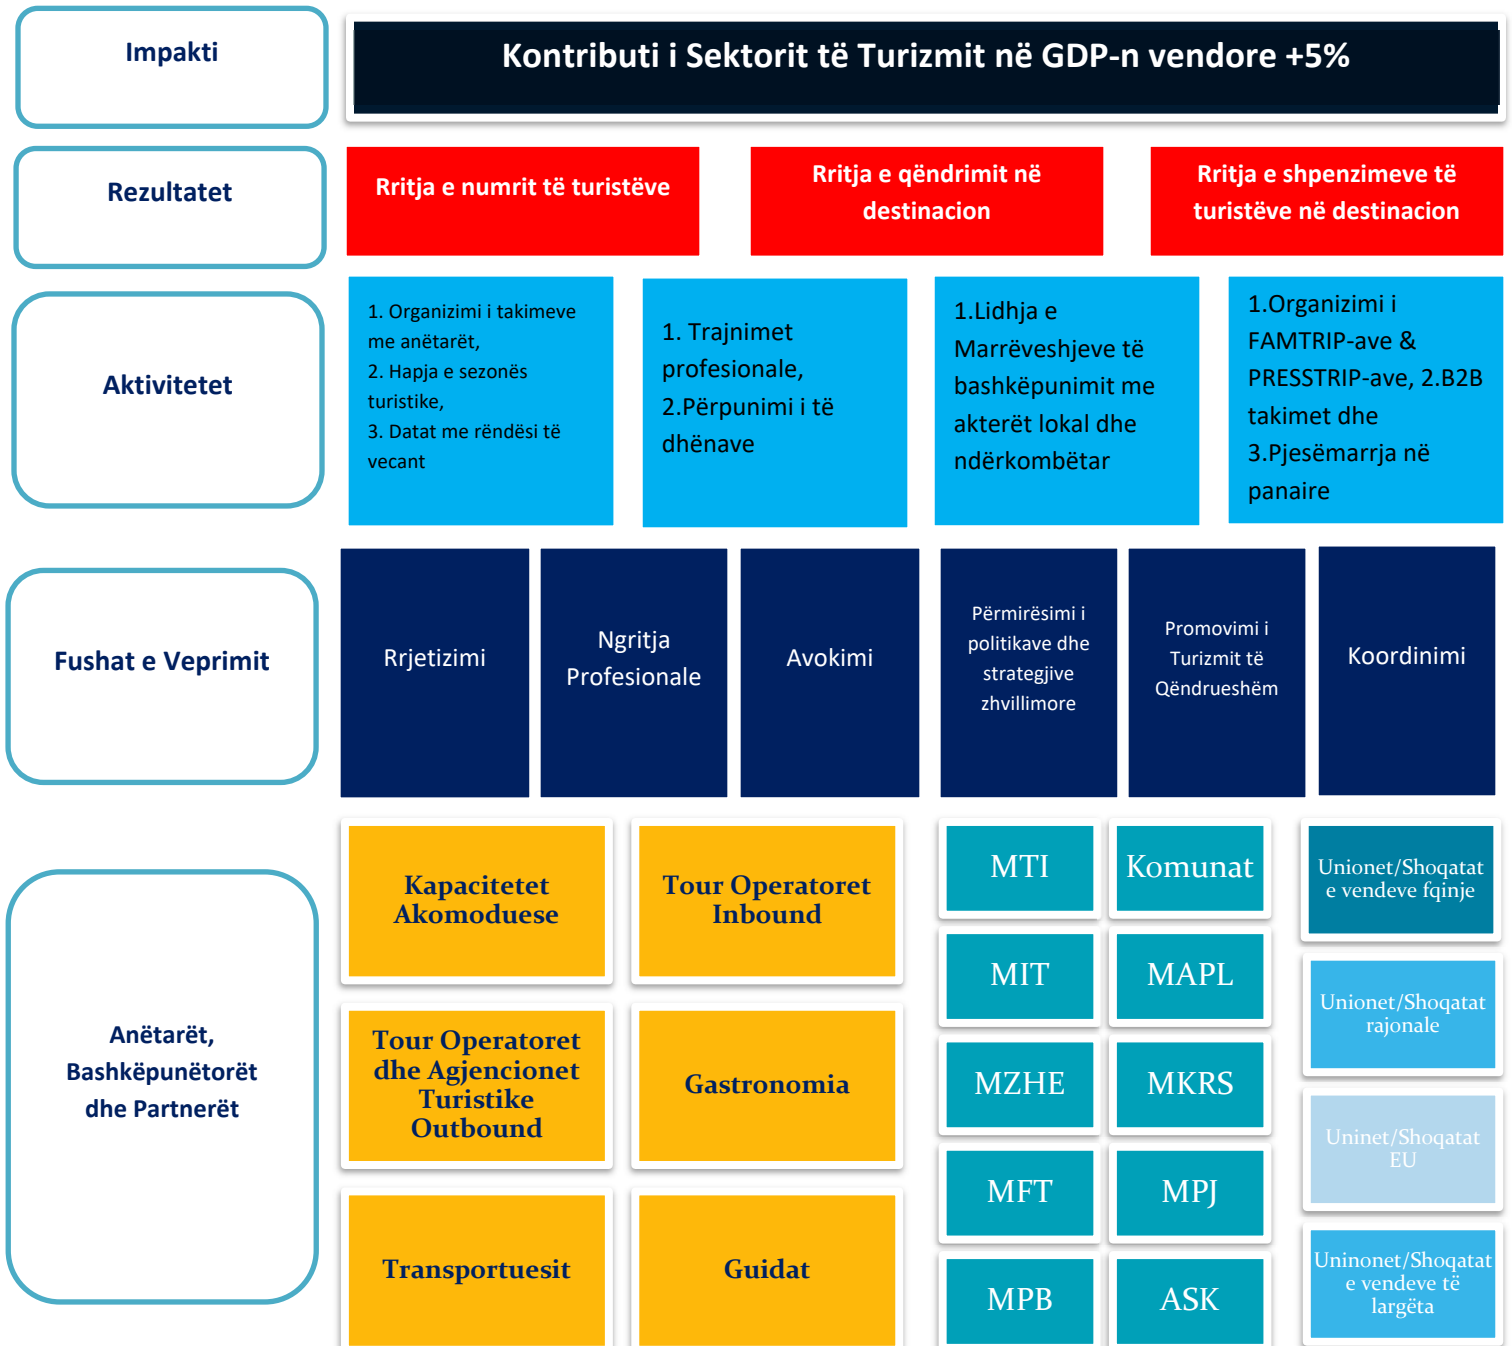 Impakti
Kontributi i Sektorit të Turizmit në GDP-n vendore +5%
Rezultatet
Rritja e numrit të turistëve
Rritja e qëndrimit në
destinacion
Rritja e shpenzimeve të
turistëve në destinacion
Aktivitetet
1. Organizimi i takimeve
me anëtarët,
2. Hapja e sezonës
turistike,
3. Datat me rëndësi të
vecant
1. Trajnimet
profesionale,
2.Përpunimi i të
dhënave
1.Lidhja e
Marrëveshjeve të
bashkëpunimit me
akterët lokal dhe
ndërkombëtar
1.Organizimi i
FAMTRIP-ave &
PRESSTRIP-ave, 2.B2B
takimet dhe
3.Pjesëmarrja në
panaire
Fushat e Veprimit
Rrjetizimi
Ngritja
Profesionale
Avokimi
Përmirësimi i
politikave dhe
strategjive
zhvillimore
Promovimi i
Turizmit të
Qëndrueshëm
Koordinimi
Anëtarët,
Bashkëpunëtorët
dhe Partnerët
Kapacitetet
Akomoduese
Tour Operatoret
Inbound
Tour Operatoret
dhe Agjencionet
Turistike
Outbound
Gastronomia
Transportuesit
Guidat
MTI
Komunat
MIT
MAPL
MZHE
MKRS
MFT
MPJ
MPB
ASK
Unionet/Shoqatat
e vendeve fqinje
Unionet/Shoqatat
rajonale
Uninet/Shoqatat
EU
Uninonet/Shoqatat
e vendeve të
largëta